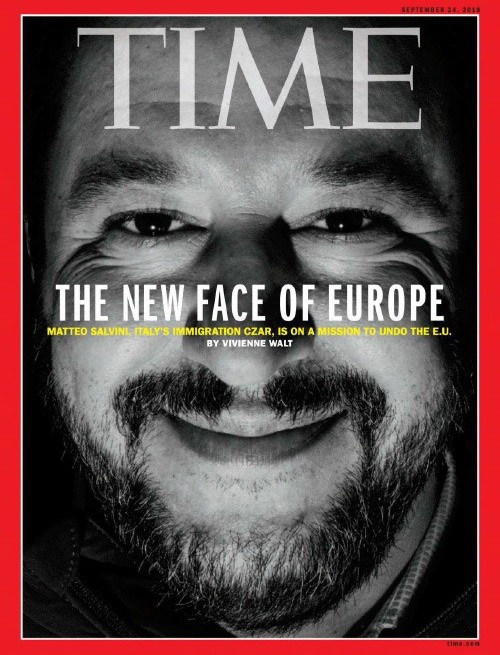 SEPTEMBER 24, 2018
TIME
THE NEW FACE OF EUROPE
MATTEO SALVINI, ITALY'S IMMIGRATION CZAR, IS ON A MISSION TO UNDO THE E.U.
BY VIVIENNE WALT
time.com